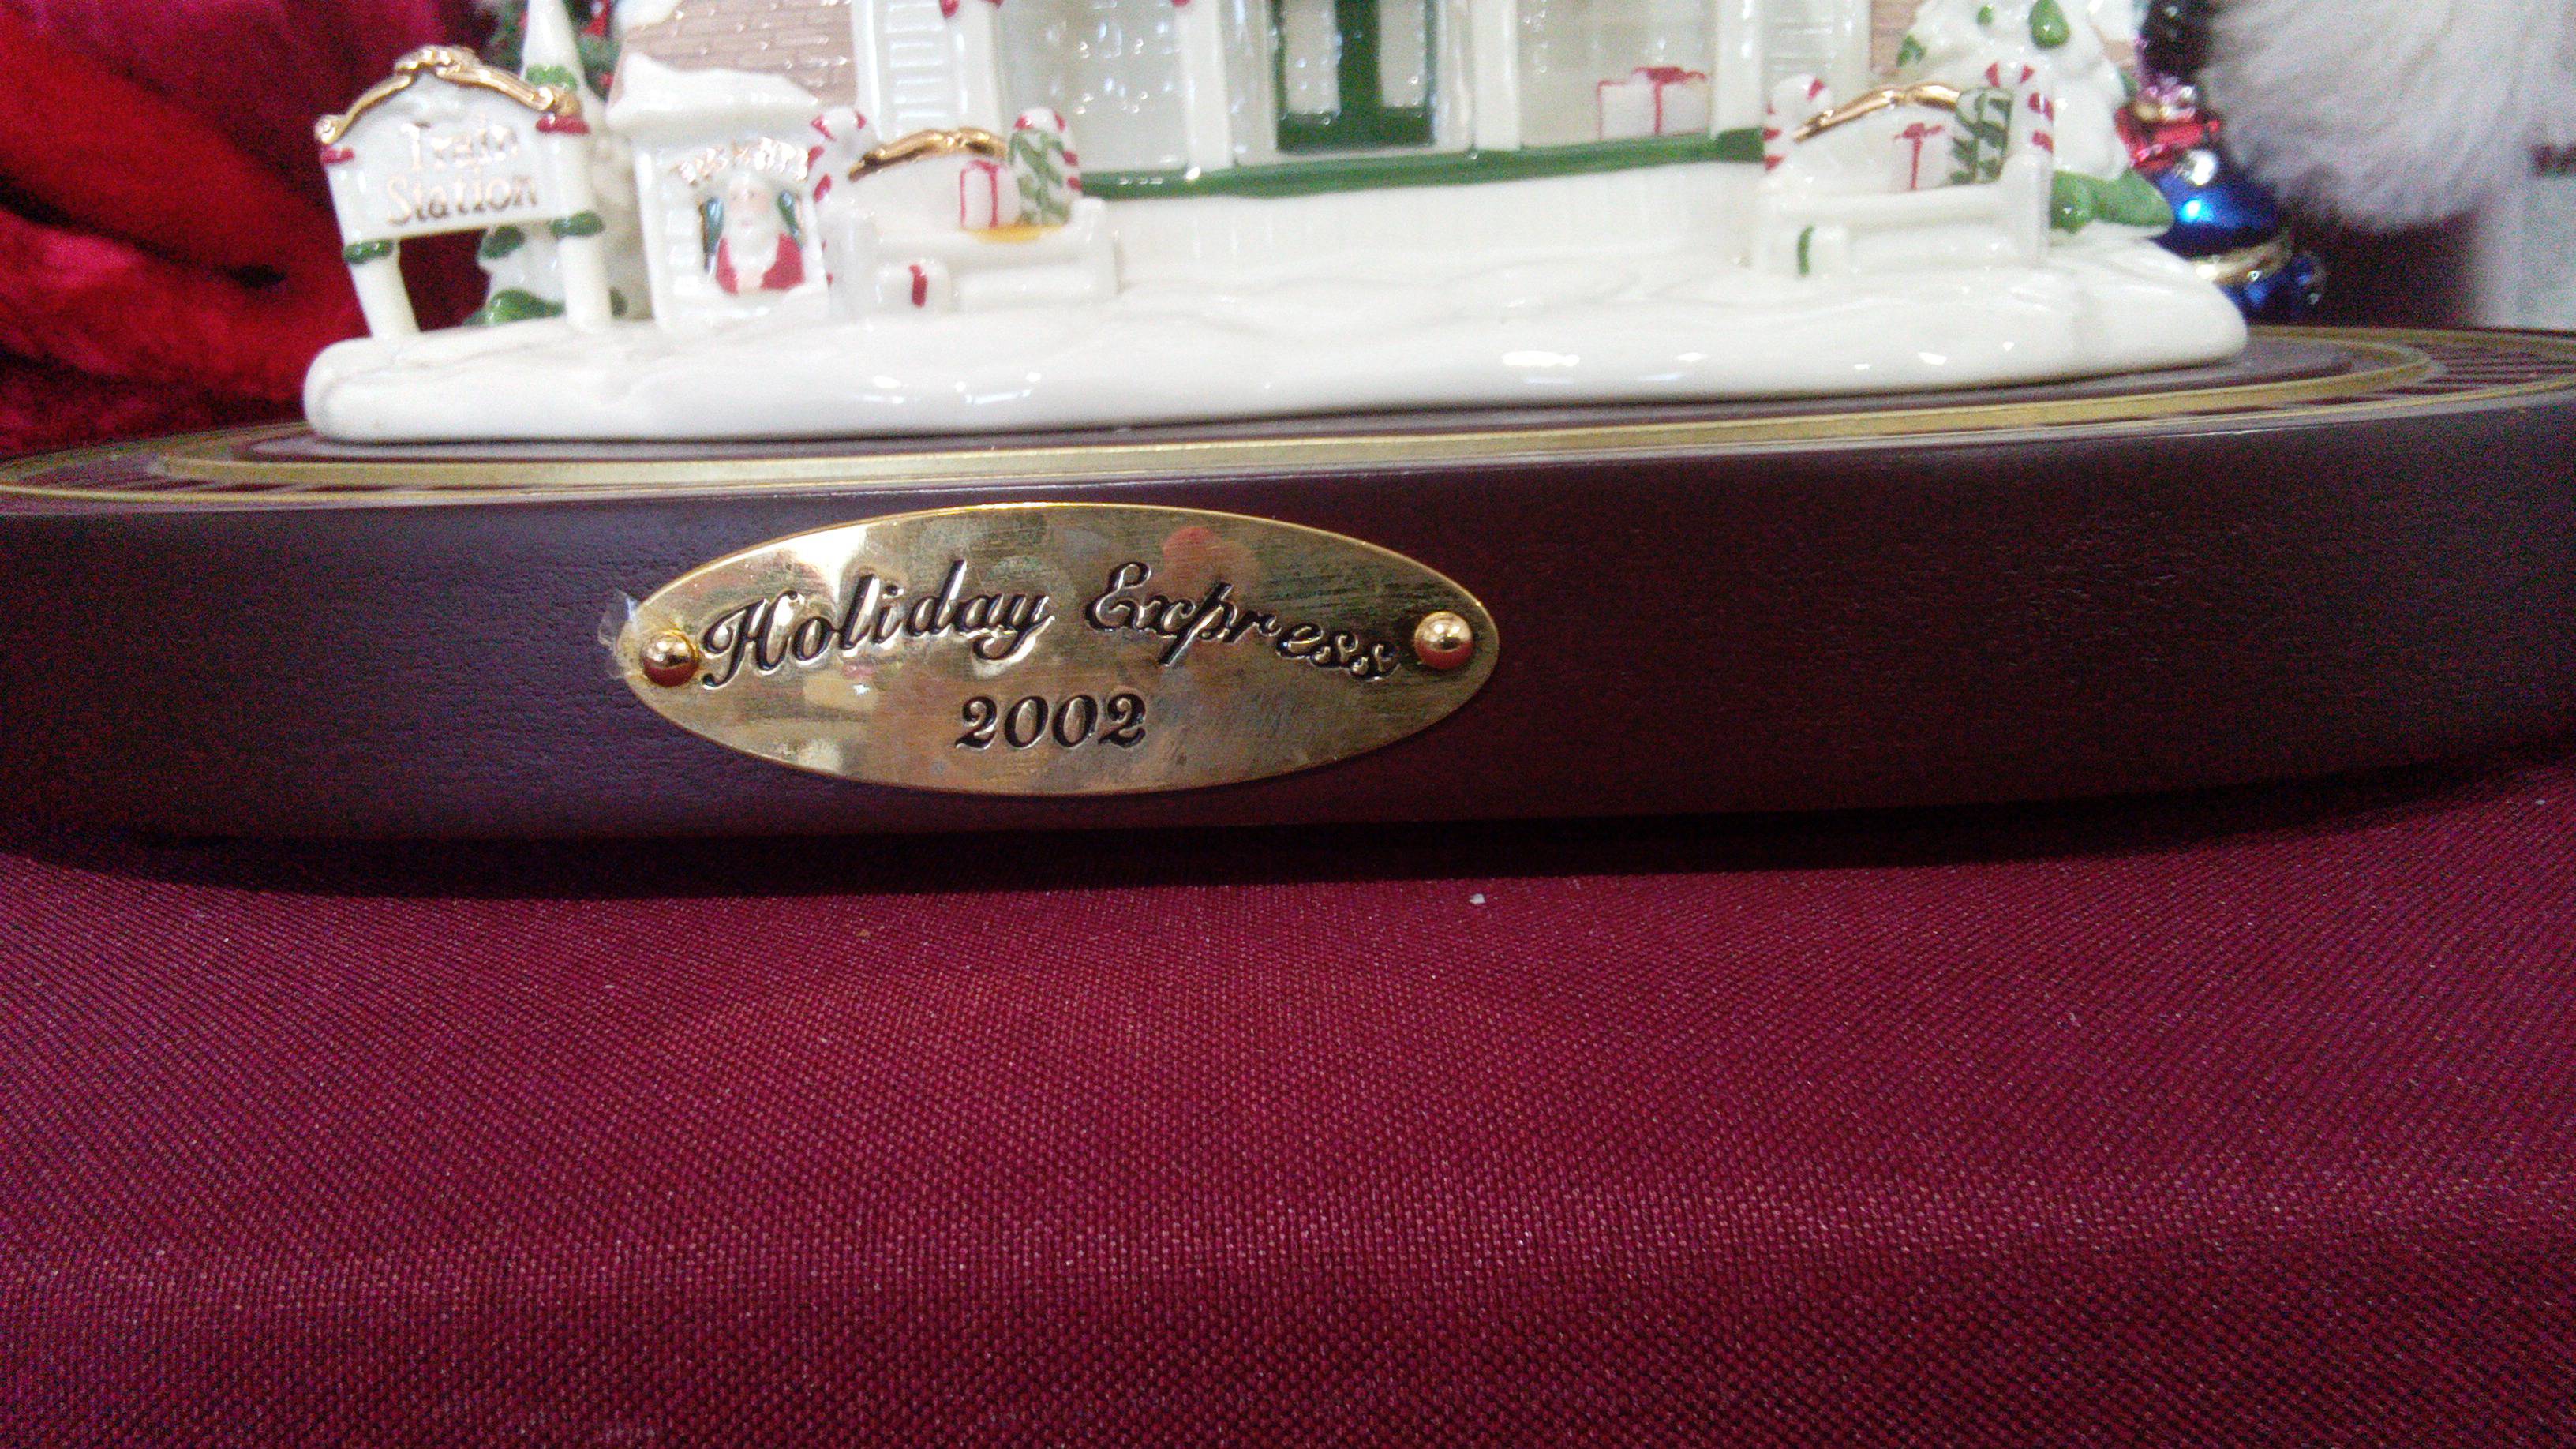 Train
Station
Holiday Express
2002